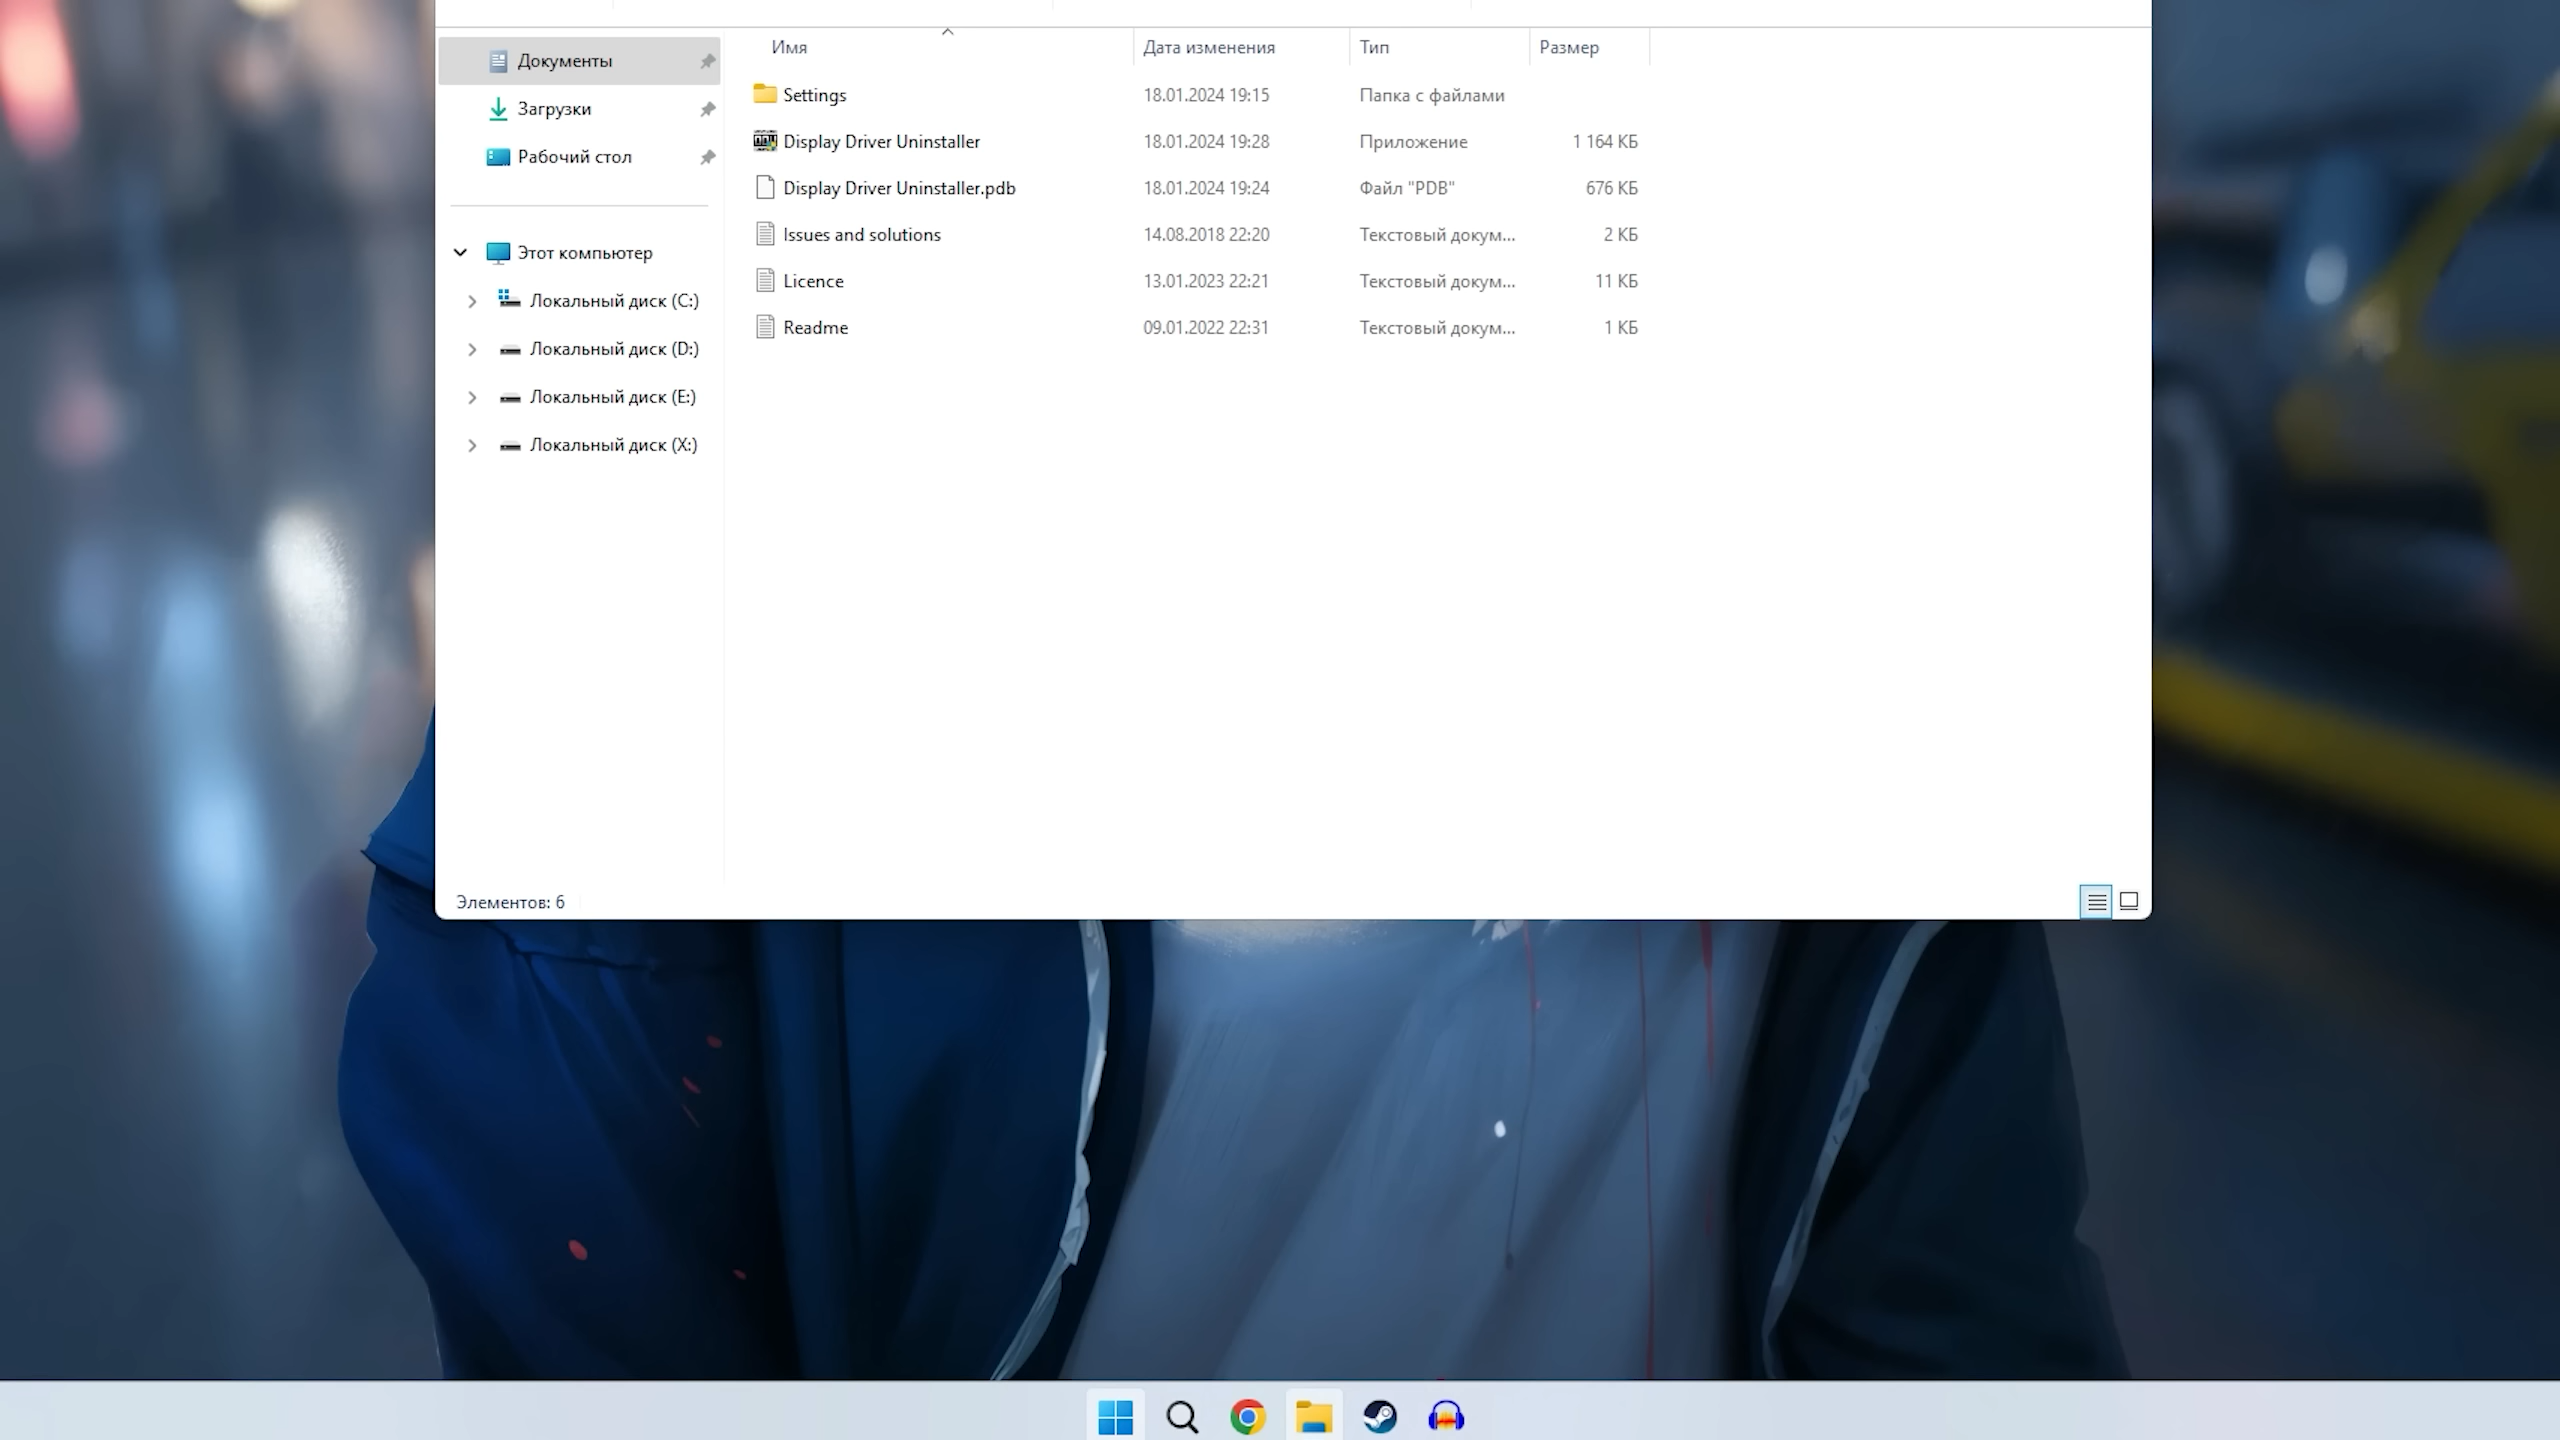 Имя Дата изменения Тип Размер
Документы
Загрузки
Рабочий стол
Этот компьютер
Локальный диск (C:)
Локальный диск (D:)
Локальный диск (E:)
Локальный диск (X:)
Settings 18.01.2024 19:15 Папка с файлами
Display Driver Uninstaller 18.01.2024 19:28 Приложение 1 164 КБ
Display Driver Uninstaller.pdb 18.01.2024 19:24 Файл "PDB" 676 КБ
Issues and solutions 14.08.2018 22:20 Текстовый докум... 2 КБ
Licence 13.01.2023 22:21 Текстовый докум... 11 КБ
Readme 09.01.2022 22:31 Текстовый докум... 1 КБ
Элементов: 6